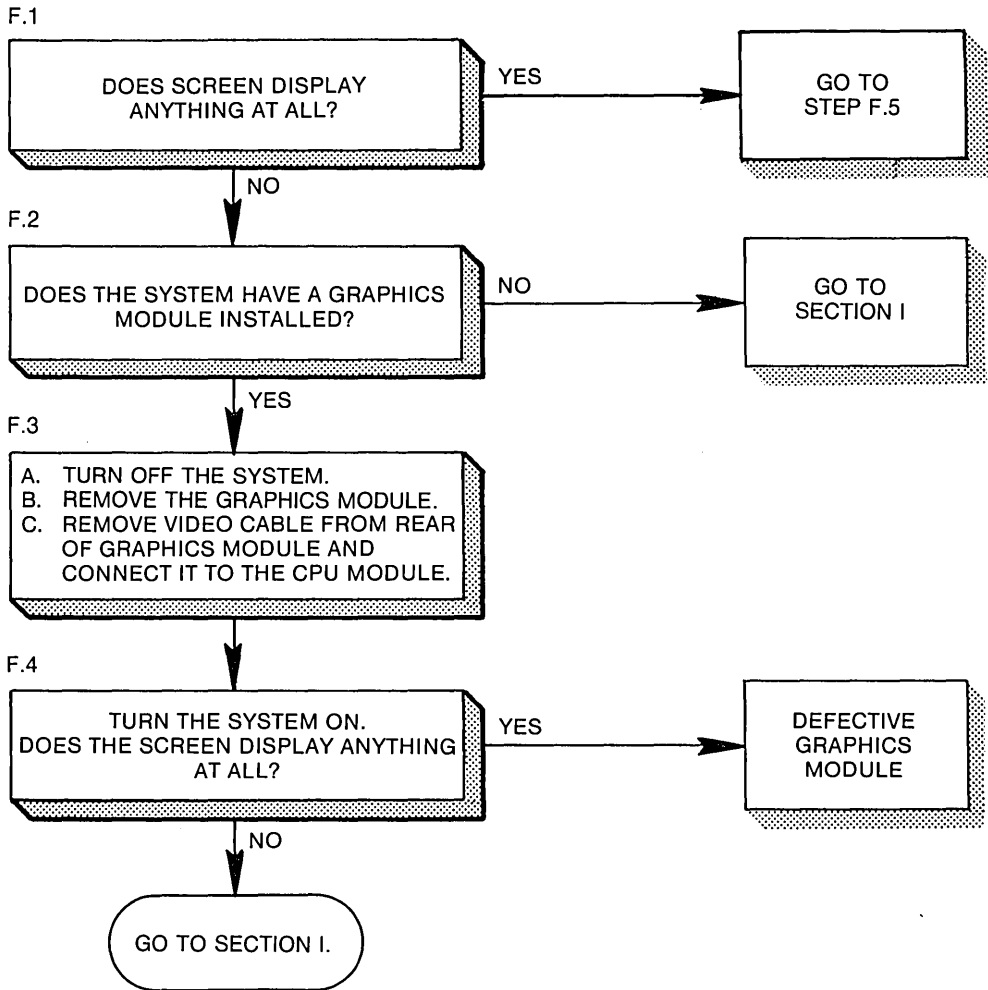 F.1
DOES SCREEN DISPLAY
ANYTHING AT ALL?
YES
GO TO
STEP F.5
NO
F.2
DOES THE SYSTEM HAVE A GRAPHICS
MODULE INSTALLED?
NO
GO TO
SECTION I
YES
F.3
A. TURN OFF THE SYSTEM.
B. REMOVE THE GRAPHICS MODULE.
C. REMOVE VIDEO CABLE FROM REAR
OF GRAPHICS MODULE AND
CONNECT IT TO THE CPU MODULE.
F.4
TURN THE SYSTEM ON.
DOES THE SCREEN DISPLAY ANYTHING
AT ALL?
YES
DEFECTIVE
GRAPHICS
MODULE
NO
GO TO SECTION I.